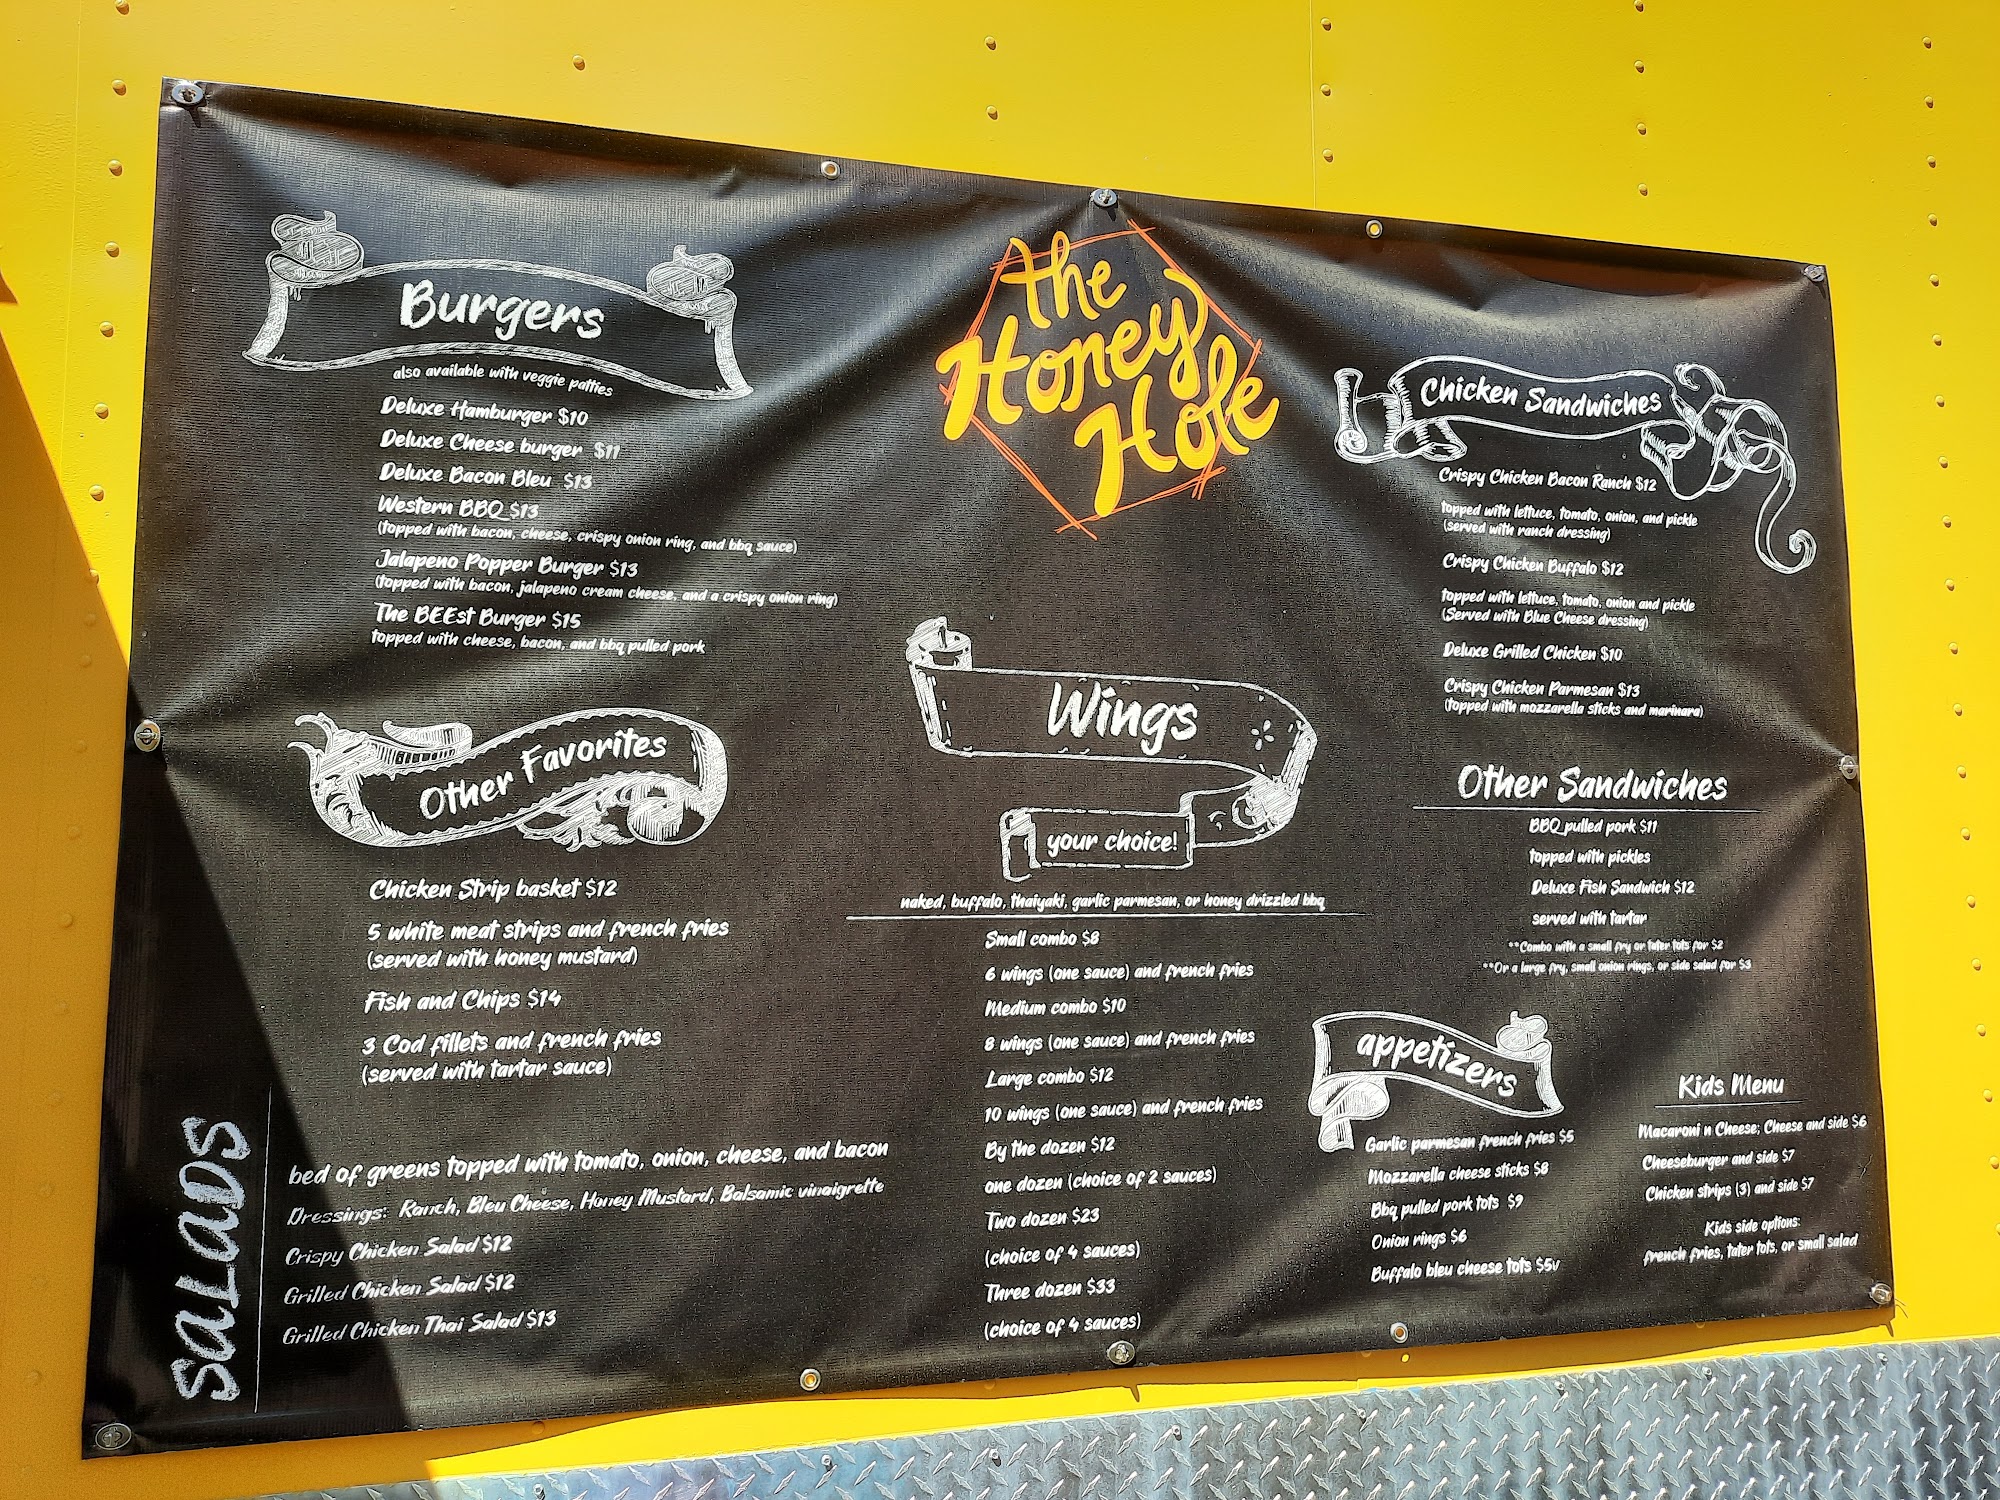 the
Honey
Hole
Burgers
also available with veggie patties
Deluxe Hamburger $10
Deluxe Cheese burger $11
Deluxe Bacon Bleu $13
Western BBQ $13
(topped with bacon, cheese, crispy onion ring, and bbq sauce)
Jalapeno Popper Burger $13
(topped with bacon, jalapeno cream cheese, and a crispy onion ring)
The BEEst Burger $15
topped with cheese, bacon, and bbq pulled pork
Other Favorites
Chicken Strip basket $12
5 white meat strips and french fries
(served with honey mustard)
Fish and Chips $14
3 Cod fillets and french fries
(served with tartar sauce)
SaLaDS
bed of greens topped with tomato, onion, cheese, and bacon
Dressings: Ranch, Bleu Cheese, Honey Mustard, Balsamic vinaigrette
Crispy Chicken Salad $12
Grilled Chicken Salad $12
Grilled Chicken Thai Salad $13
Wings
your choice!
naked, buffalo, thaiyaki, garlic parmesan, or honey drizzled bbq
Small combo $8
6 wings (one sauce) and french fries
Medium combo $10
8 wings (one sauce) and french fries
Large combo $12
10 wings (one sauce) and french fries
By the dozen $12
one dozen (choice of 2 sauces)
Two dozen $23
(choice of 4 sauces)
Three dozen $33
(choice of 4 sauces)
Chicken Sandwiches
Crispy Chicken Bacon Ranch $12
topped with lettuce, tomato, onion, and pickle
(served with ranch dressing)
Crispy Chicken Buffalo $12
topped with lettuce, tomato, onion and pickle
(Served with Blue Cheese dressing)
Deluxe Grilled Chicken $10
Crispy Chicken Parmesan $13
(topped with mozzarella sticks and marinara)
Other Sandwiches
BBQ pulled pork $11
topped with pickles
Deluxe Fish Sandwich $12
served with tartar
**Combo with a small fry or tater tots for $2
**Or a large fry, small onion rings, or side salad for $3
appetizers
Garlic parmesan french fries $5
Mozzarella cheese sticks $8
Bbq pulled pork tots $9
Onion rings $6
Buffalo bleu cheese tots $5v
Kids Menu
Macaroni n Cheese; Cheese and side $6
Cheeseburger and side $7
Chicken strips (3) and side $7
Kids side options:
french fries, tater tots, or small salad